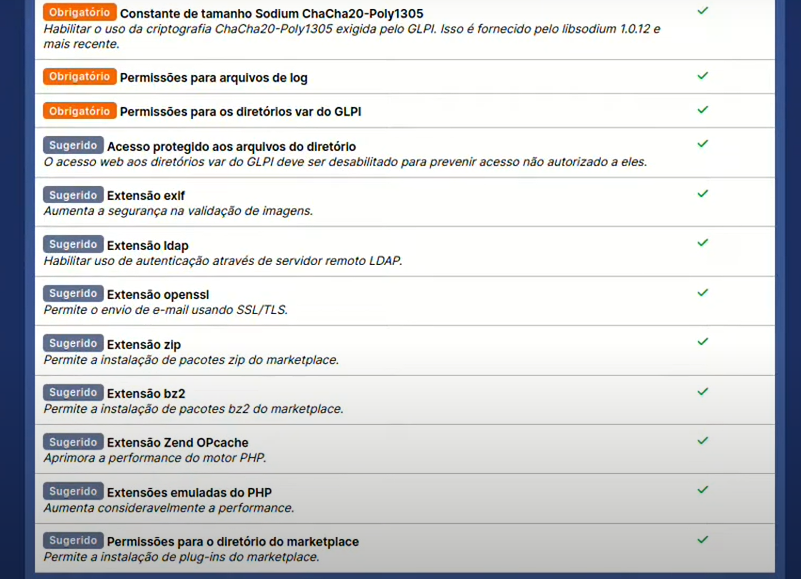 Obrigatório Constante de tamanho Sodium ChaCha20-Poly1305
Habilitar o uso da criptografia ChaCha20-Poly1305 exigida pelo GLPI. Isso é fornecido pelo libsodium 1.0.12 e
mais recente.
Obrigatório Permissões para arquivos de log
Obrigatório Permissões para os diretórios var do GLPI
Sugerido Acesso protegido aos arquivos do diretório
O acesso web aos diretórios var do GLPI deve ser desabilitado para prevenir acesso não autorizado a eles.
Sugerido Extensão exif
Aumenta a segurança na validação de imagens.
Sugerido Extensão ldap
Habilitar uso de autenticação através de servidor remoto LDAP.
Sugerido Extensão openssl
Permite o envio de e-mail usando SSL/TLS.
Sugerido Extensão zip
Permite a instalação de pacotes zip do marketplace.
Sugerido Extensão bz2
Permite a instalação de pacotes bz2 do marketplace.
Sugerido Extensão Zend OPcache
Aprimora a performance do motor PHP.
Sugerido Extensões emuladas do PHP
Aumenta consideravelmente a performance.
Sugerido Permissões para o diretório do marketplace
Permite a instalação de plug-ins do marketplace.